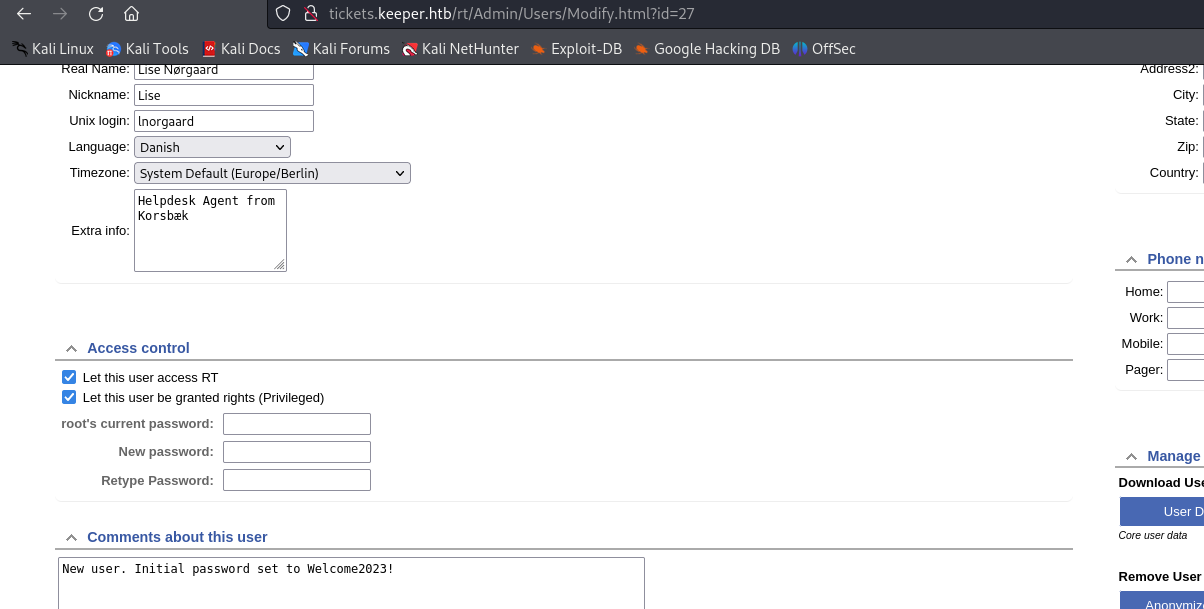 tickets.keeper.htb/rt/Admin/Users/Modify.html?id=27
Kali Linux Kali Tools Kali Docs Kali Forums Kali NetHunter Exploit-DB Google Hacking DB OffSec
Real Name: Lise Nørgaard
Nickname: Lise
Unix login: lnorgaard
Language: Danish
Timezone: System Default (Europe/Berlin)
Extra info: Helpdesk Agent from
Korsbæk
Access control
Let this user access RT
Let this user be granted rights (Privileged)
root's current password:
New password:
Retype Password:
Comments about this user
New user. Initial password set to Welcome2023!
Address2:
City:
State:
Zip:
Country:
Phone n
Home:
Work:
Mobile:
Pager:
Manage
Download Use
User D
Core user data
Remove User
Anonymiz